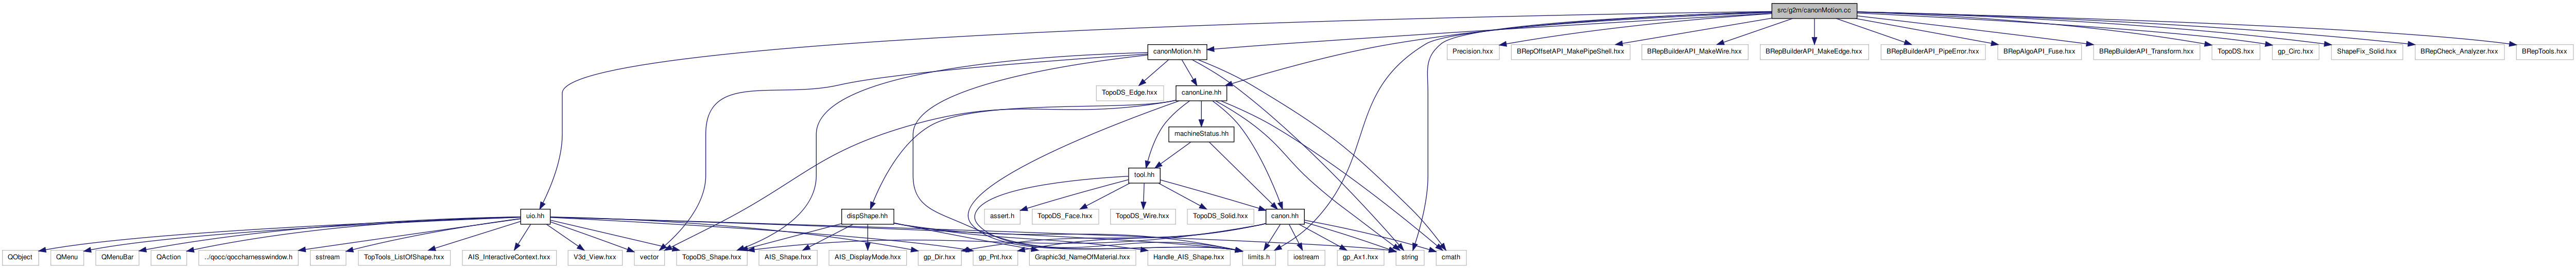 src/g2m/canonMotion.cc
canonMotion.hh
Precision.hxx
BRepOffsetAPI_MakePipeShell.hxx
BRepBuilderAPI_MakeWire.hxx
BRepBuilderAPI_MakeEdge.hxx
BRepBuilderAPI_PipeError.hxx
BRepAlgoAPI_Fuse.hxx
BRepBuilderAPI_Transform.hxx
TopoDS.hxx
gp_Circ.hxx
ShapeFix_Solid.hxx
BRepCheck_Analyzer.hxx
BRepTools.hxx
TopoDS_Edge.hxx
canonLine.hh
machineStatus.hh
tool.hh
uio.hh
dispShape.hh
assert.h
TopoDS_Face.hxx
TopoDS_Wire.hxx
TopoDS_Solid.hxx
canon.hh
QObject
QMenu
QMenuBar
QAction
../qocc/qoccharnesswindow.h
sstream
TopTools_ListOfShape.hxx
AIS_InteractiveContext.hxx
V3d_View.hxx
vector
TopoDS_Shape.hxx
AIS_Shape.hxx
AIS_DisplayMode.hxx
gp_Dir.hxx
gp_Pnt.hxx
Graphic3d_NameOfMaterial.hxx
Handle_AIS_Shape.hxx
limits.h
iostream
gp_Ax1.hxx
string
cmath